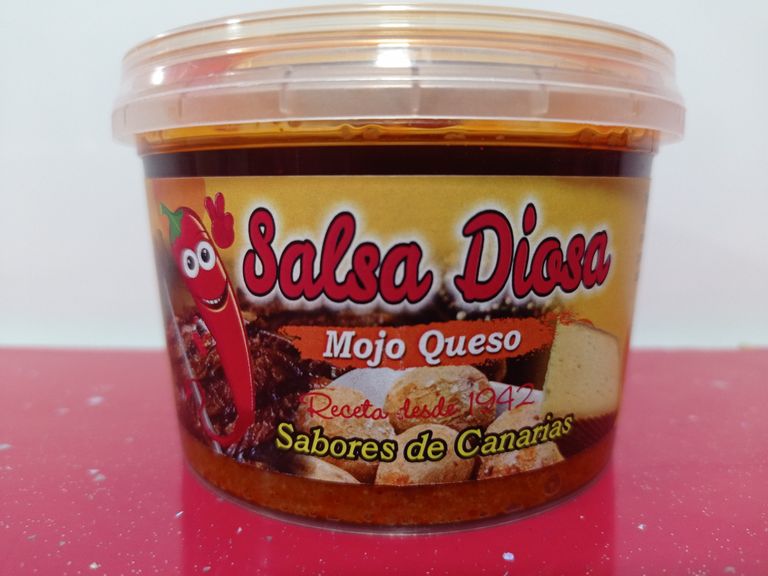 Salsa Diosa
Mojo Queso
Receta desde 1942
Sabores de Canarias